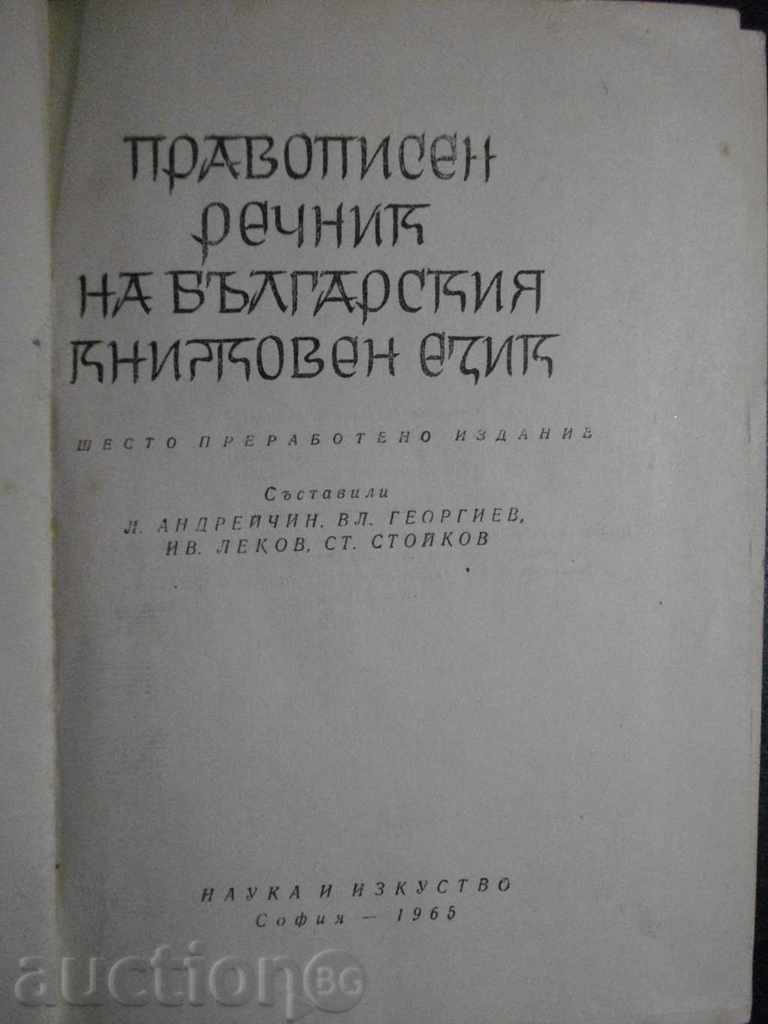 ПРАВОПИСЕН
РЕЧНИК
НА БЪЛГАРСКИЯ
КНИЖОВЕН ЕЗИК
ШЕСТО ПРЕРАБОТЕНО ИЗДАНИЕ
Съставили
Л. АНДРЕЙЧИН, ВЛ. ГЕОРГИЕВ,
ИВ. ЛЕКОВ, СТ. СТОЙКОВ
НАУКА И ИЗКУСТВО
София — 1965
auction BG